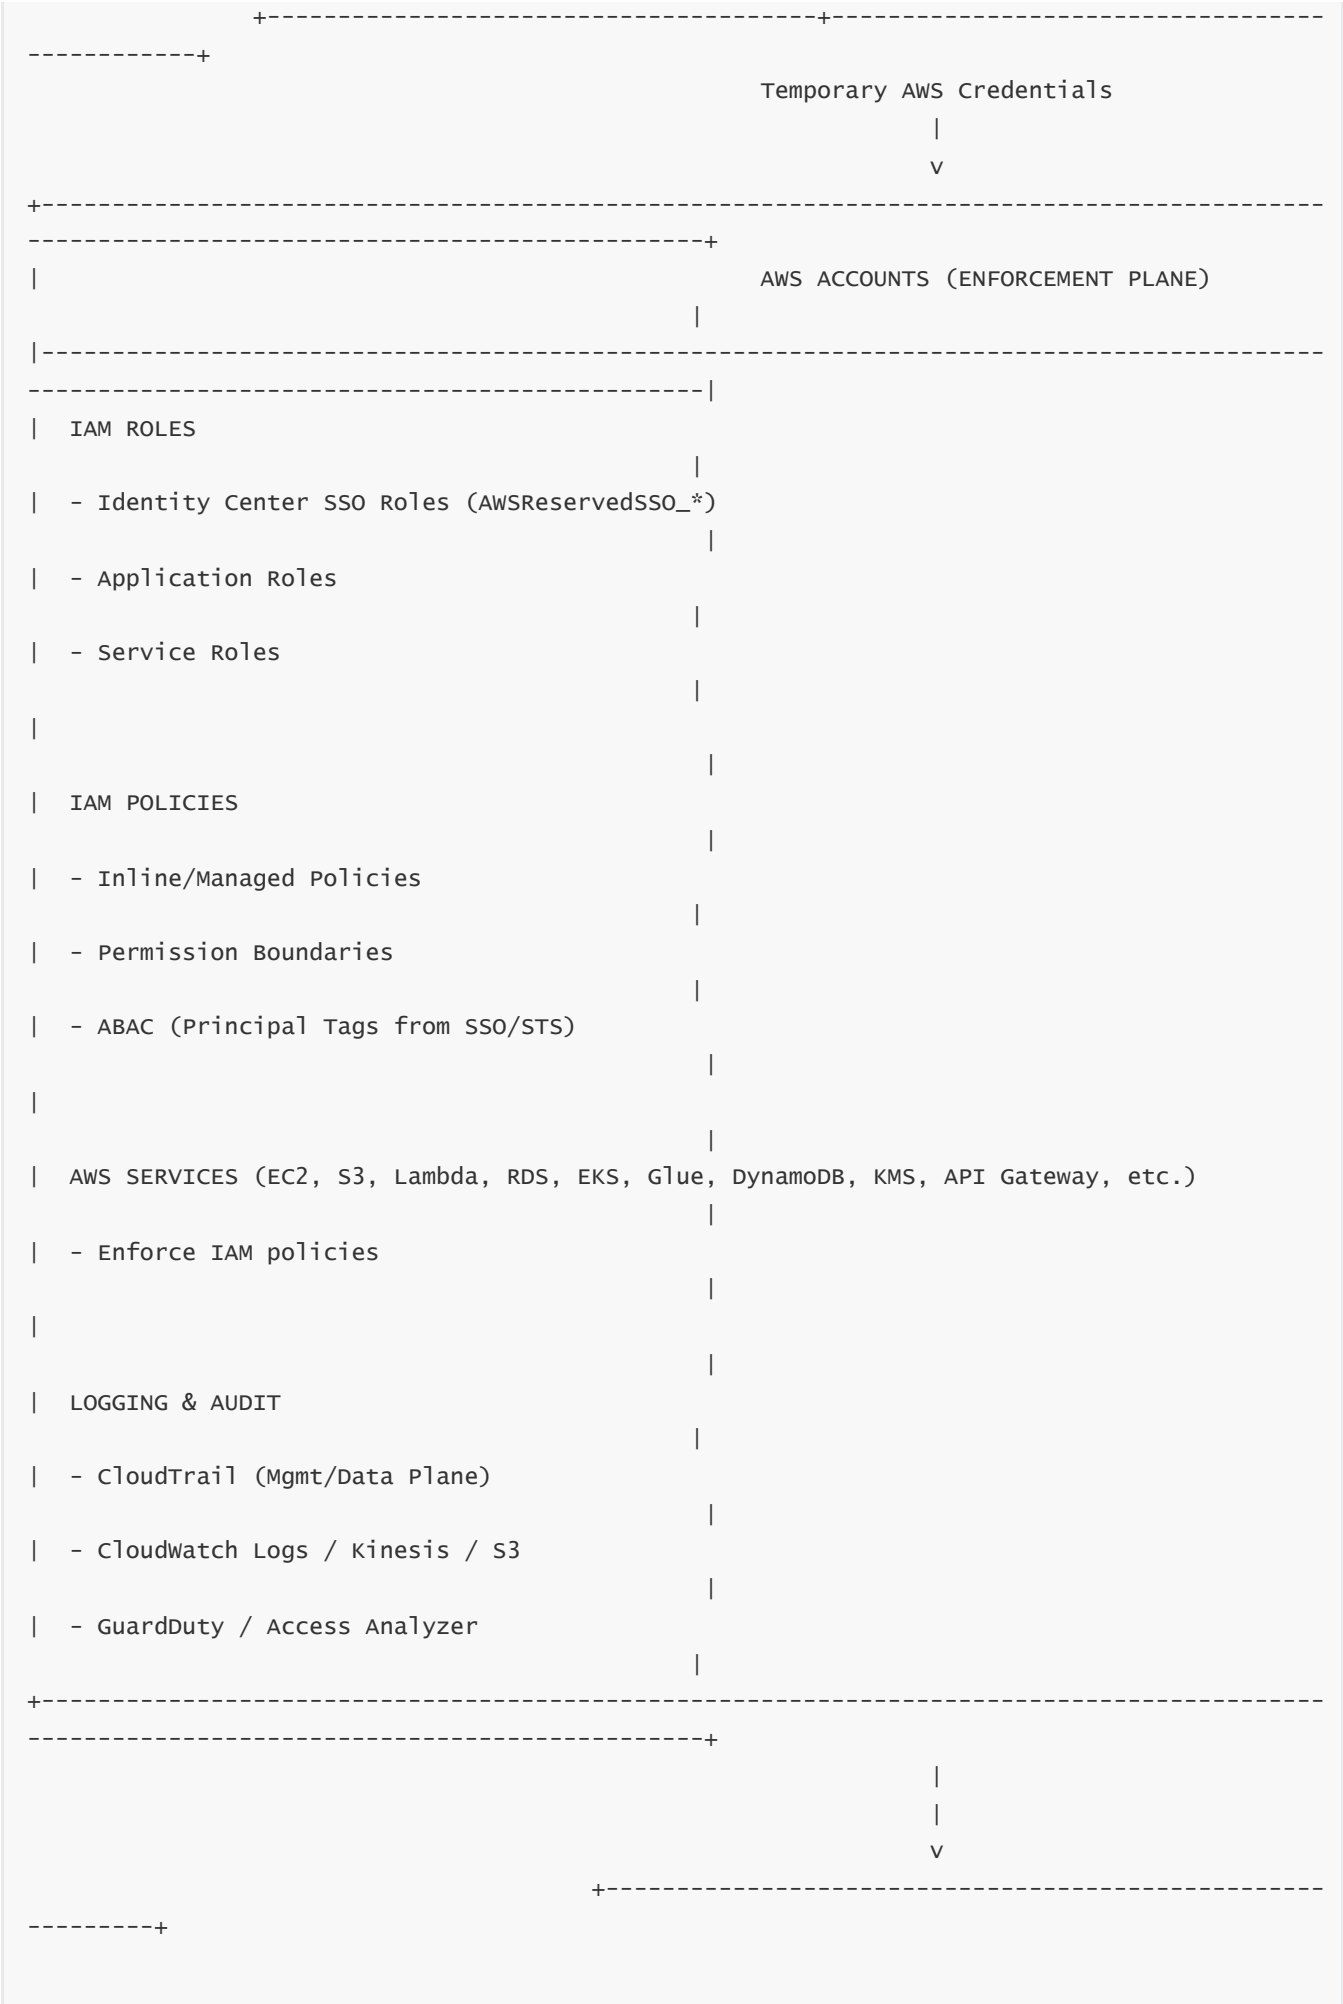 +---------------------------------------+-----------------------------------
------------+
Temporary AWS Credentials
|
v
+-------------------------------------------------------------------------------------------
------------------------------------------------+
| AWS ACCOUNTS (ENFORCEMENT PLANE)
|
|-------------------------------------------------------------------------------------------
------------------------------------------------|
| IAM ROLES
|
| - Identity Center SSO Roles (AWSReservedSSO_*)
|
| - Application Roles
|
| - Service Roles
|
|
|
| IAM POLICIES
|
| - Inline/Managed Policies
|
| - Permission Boundaries
|
| - ABAC (Principal Tags from SSO/STS)
|
|
|
| AWS SERVICES (EC2, S3, Lambda, RDS, EKS, Glue, DynamoDB, KMS, API Gateway, etc.)
|
| - Enforce IAM policies
|
|
|
| LOGGING & AUDIT
|
| - CloudTrail (Mgmt/Data Plane)
|
| - CloudWatch Logs / Kinesis / S3
|
| - GuardDuty / Access Analyzer
|
+-------------------------------------------------------------------------------------------
------------------------------------------------+
|
|
v
+---------------------------------------------------
---------+